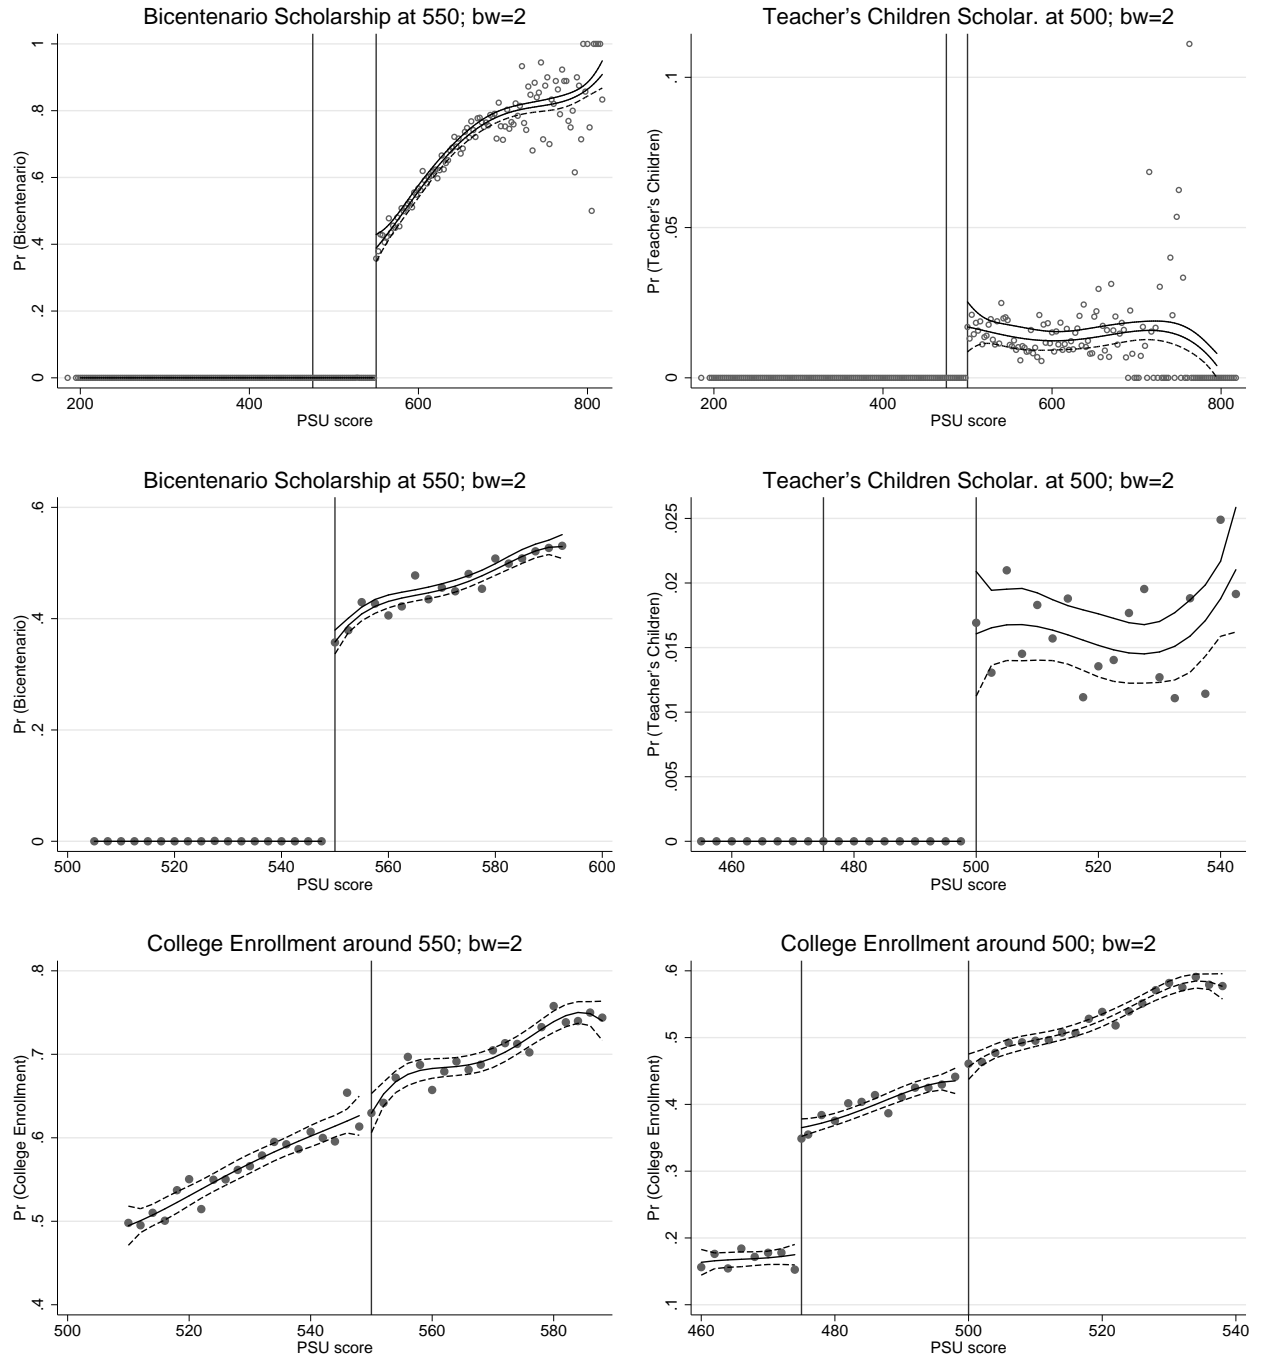 Bicentenario Scholarship at 550; bw=2
Pr (Bicentenario)
1
.8
.6
.4
.2
0
200 400 600 800
PSU score
Teacher's Children Scholar. at 500; bw=2
Pr (Teacher's Children)
.1
.05
0
200 400 600 800
PSU score
Bicentenario Scholarship at 550; bw=2
Pr (Bicentenario)
.6
.4
.2
0
500 520 540 560 580 600
PSU score
Teacher's Children Scholar. at 500; bw=2
Pr (Teacher's Children)
.025
.02
.015
.01
.005
0
460 480 500 520 540
PSU score
College Enrollment around 550; bw=2
Pr (College Enrollment)
.8
.7
.6
.5
.4
500 520 540 560 580
PSU score
College Enrollment around 500; bw=2
Pr (College Enrollment)
.6
.5
.4
.3
.2
.1
460 480 500 520 540
PSU score